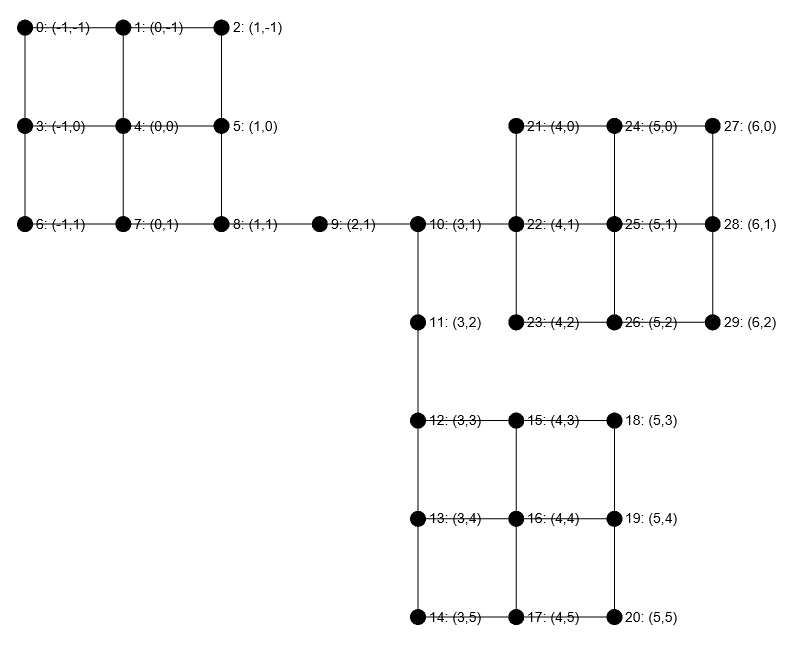 0: (-1,-1) 1: (0,-1) 2: (1,-1)
3: (-1,0) 4: (0,0) 5: (1,0) 21: (4,0) 24: (5,0) 27: (6,0)
6: (-1,1) 7: (0,1) 8: (1,1) 9: (2,1) 10: (3,1) 22: (4,1) 25: (5,1) 28: (6,1)
11: (3,2) 23: (4,2) 26: (5,2) 29: (6,2)
12: (3,3) 15: (4,3) 18: (5,3)
13: (3,4) 16: (4,4) 19: (5,4)
14: (3,5) 17: (4,5) 20: (5,5)